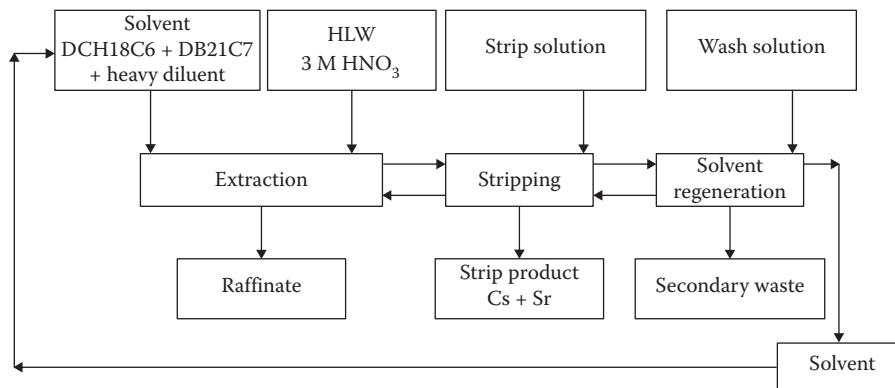 Solvent
DCH18C6 + DB21C7
+ heavy diluent
HLW
3 M HNO₃
Strip solution
Wash solution
Extraction
Stripping
Solvent
regeneration
Raffinate
Strip product
Cs + Sr
Secondary waste
Solvent